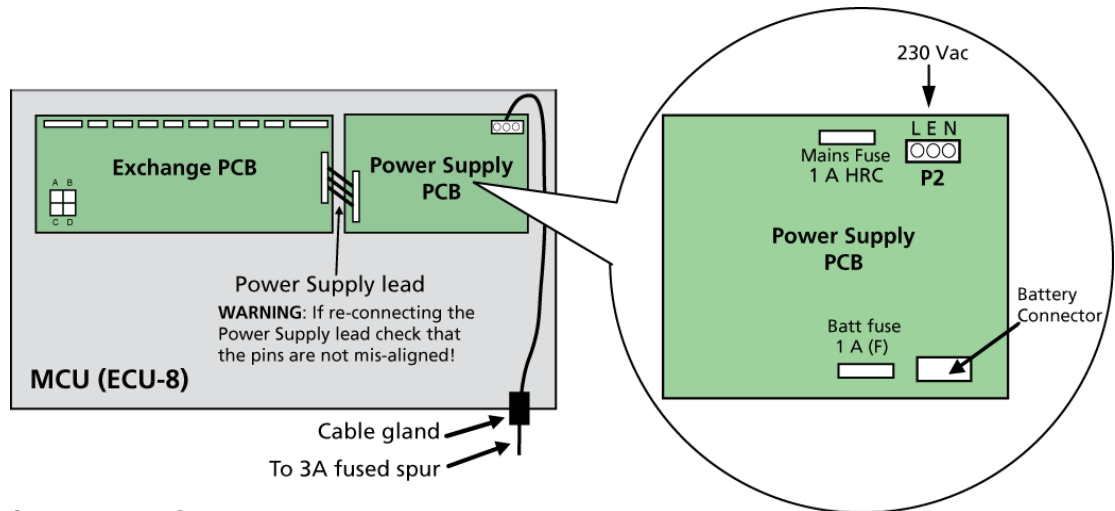 230 Vac
L E N
Mains Fuse
1 A HRC
P2
Exchange PCB
Power Supply
PCB
A B
C D
Power Supply
PCB
Power Supply lead
WARNING: If re-connecting the
Power Supply lead check that
the pins are not mis-aligned!
Battery
Connector
Batt fuse
1 A (F)
MCU (ECU-8)
Cable gland
To 3A fused spur